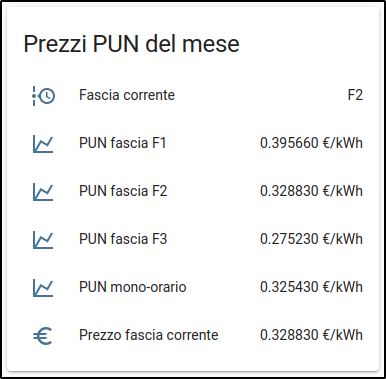 Prezzi PUN del mese
Fascia corrente F2
PUN fascia F1 0.395660 €/kWh
PUN fascia F2 0.328830 €/kWh
PUN fascia F3 0.275230 €/kWh
PUN mono-orario 0.325430 €/kWh
Prezzo fascia corrente 0.328830 €/kWh